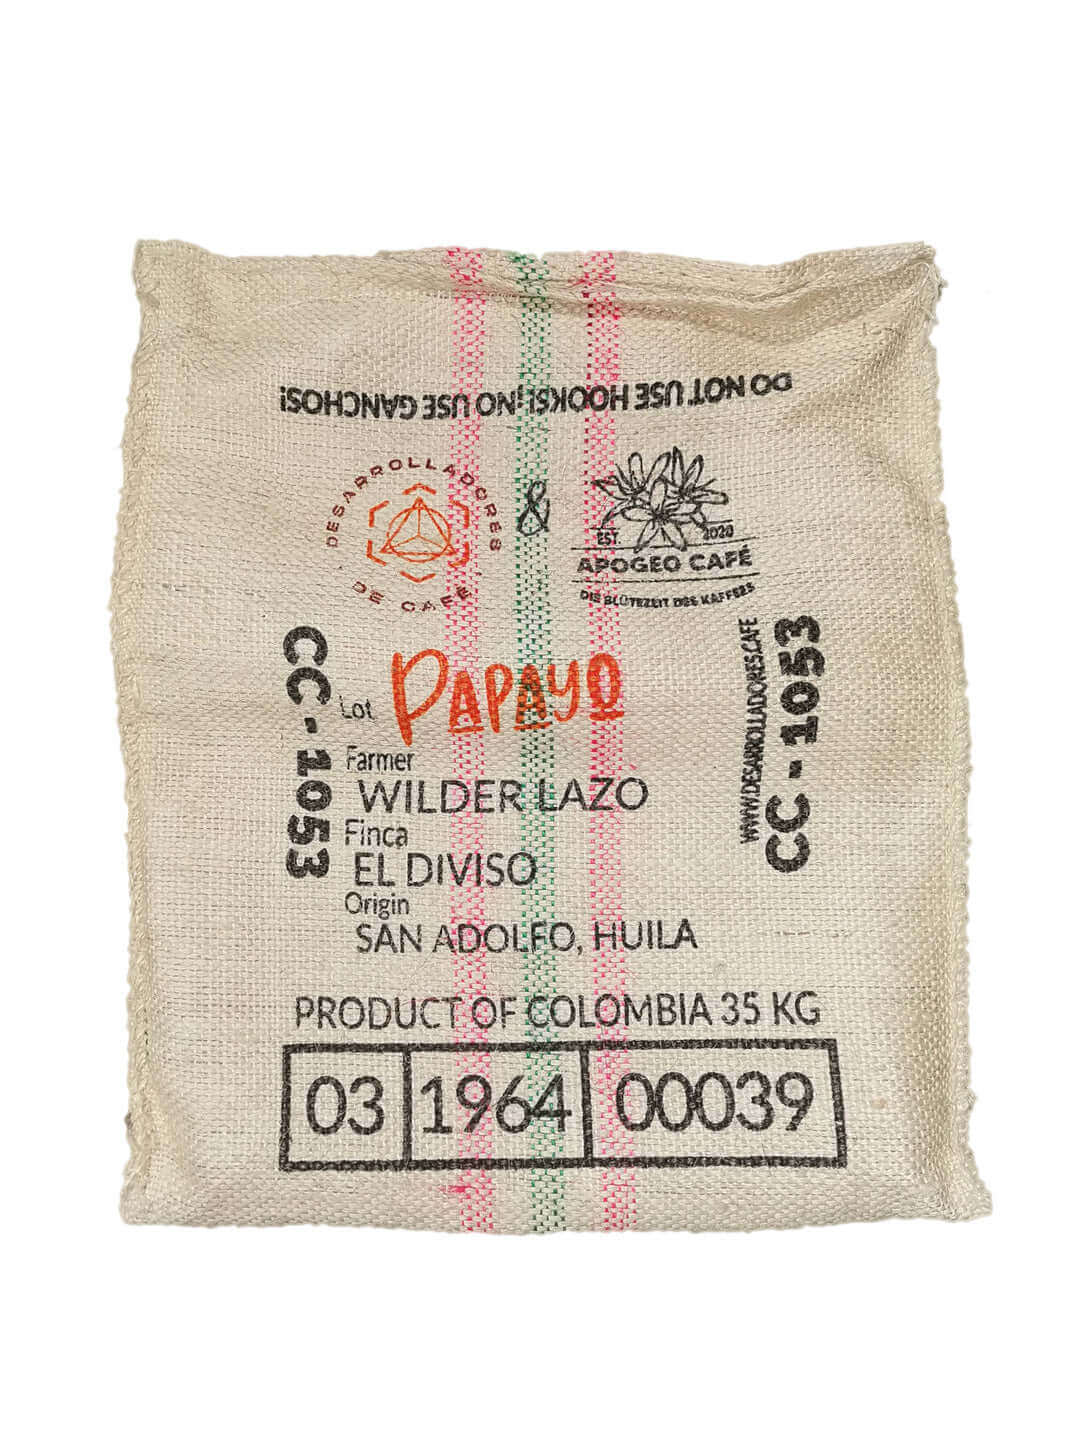 DO NOT USE HOOKS! ¡NO USE GANCHOS!
DESARROLLADORES
DE CAFÉ
&
EST. 2020
APOGEO CAFÉ
DIE BLÜTEZEIT DES KAFFEES
CC - 1053
WWW.DESARROLLADORES.CAFE
CC - 1053
Lot PAPAYO
Farmer
WILDER LAZO
Finca
EL DIVISO
Origin
SAN ADOLFO, HUILA
PRODUCT OF COLOMBIA 35 KG
03 1964 00039